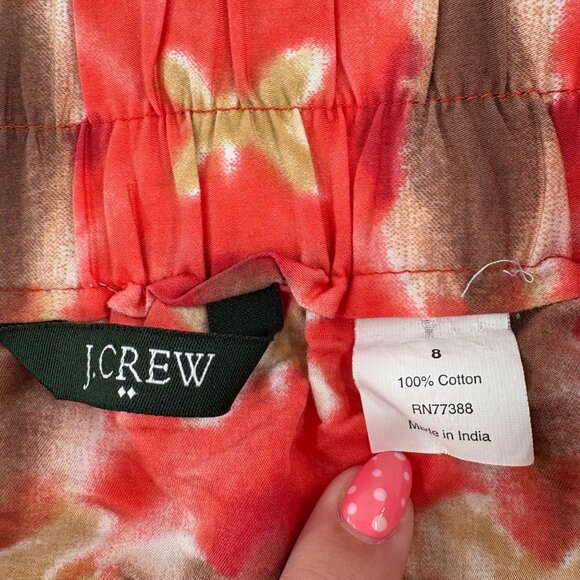 J.CREW
8
100% Cotton
RN77388
Made in India